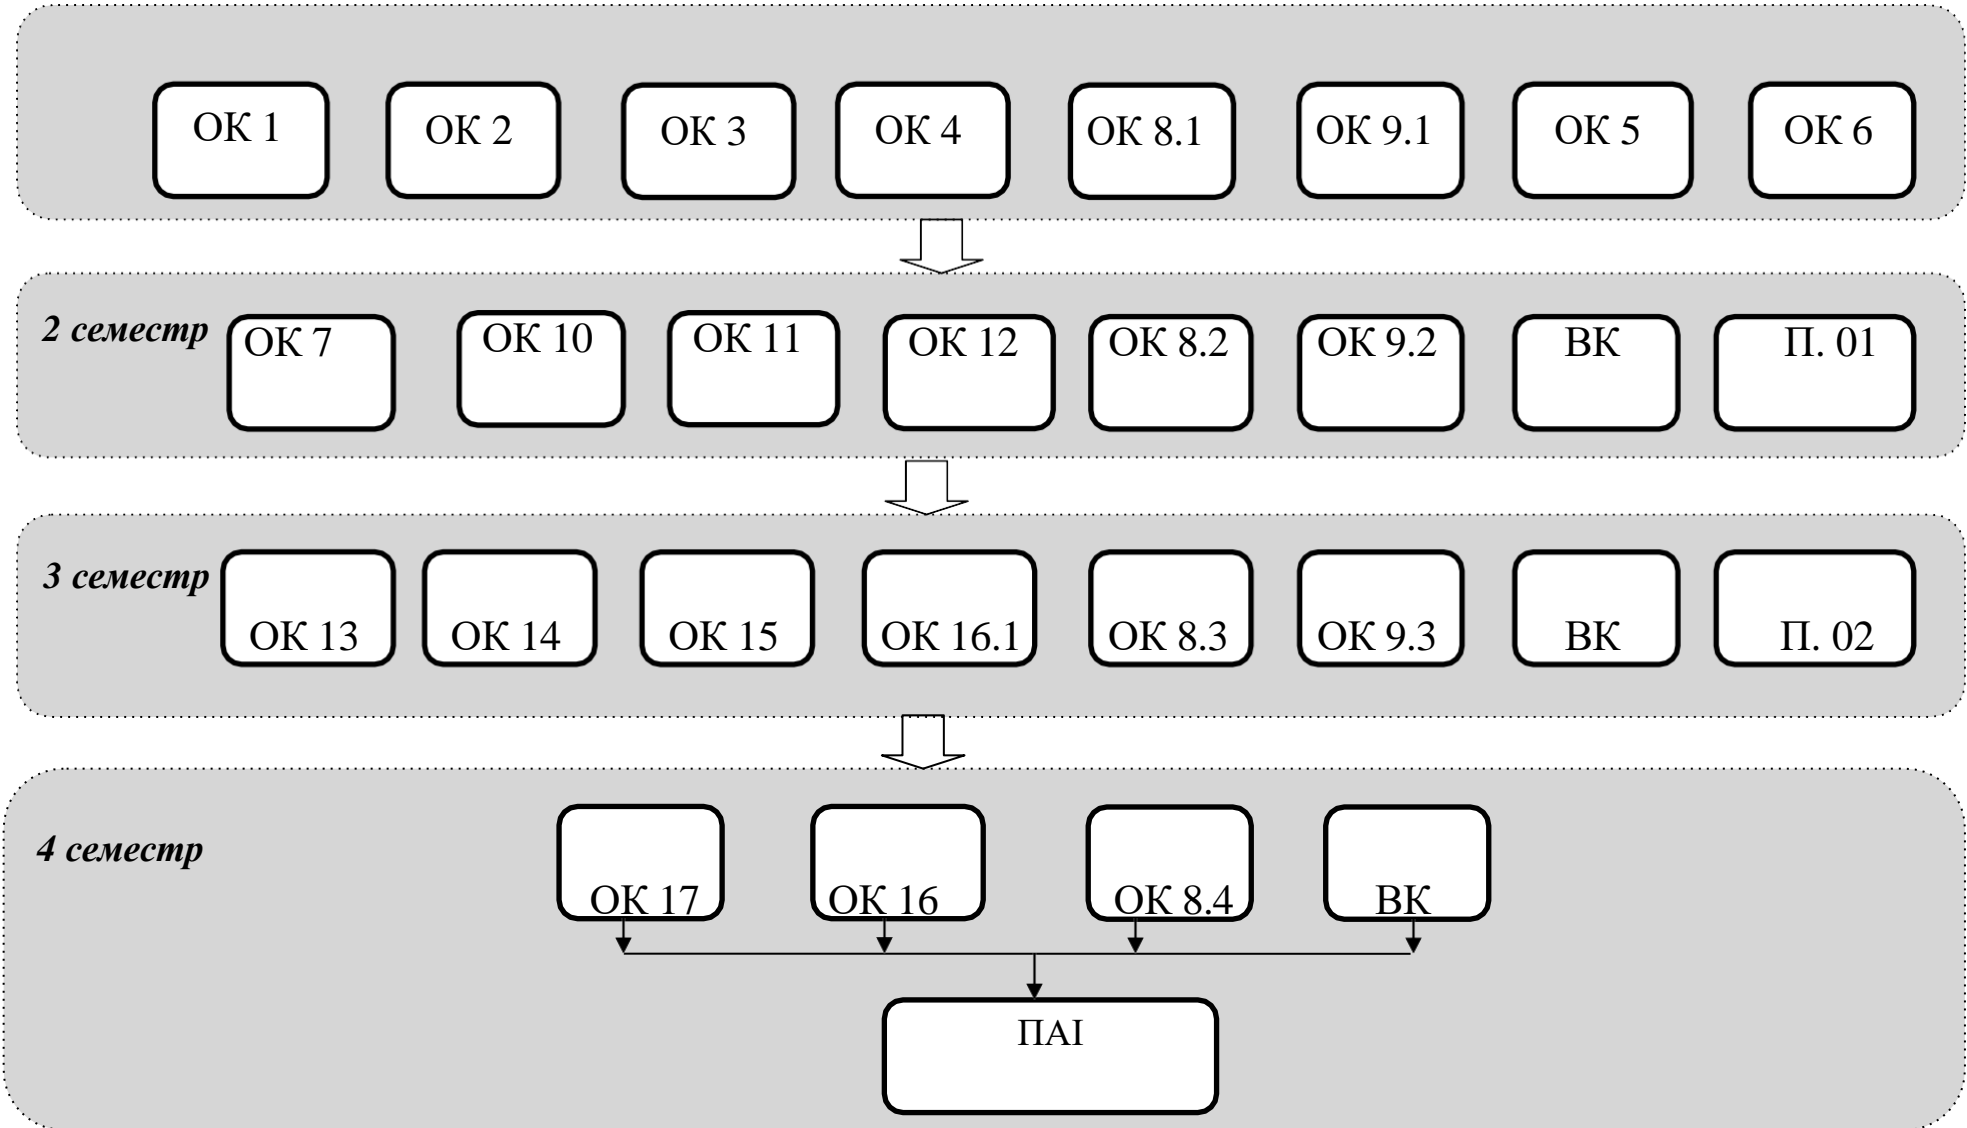 ОК 1 ОК 2 ОК 3 ОК 4 ОК 8.1 ОК 9.1 ОК 5 ОК 6
2 семестр ОК 7 ОК 10 ОК 11 ОК 12 ОК 8.2 ОК 9.2 ВК П. 01
3 семестр ОК 13 ОК 14 ОК 15 ОК 16.1 ОК 8.3 ОК 9.3 ВК П. 02
4 семестр ОК 17 ОК 16 ОК 8.4 ВК
ПАІ